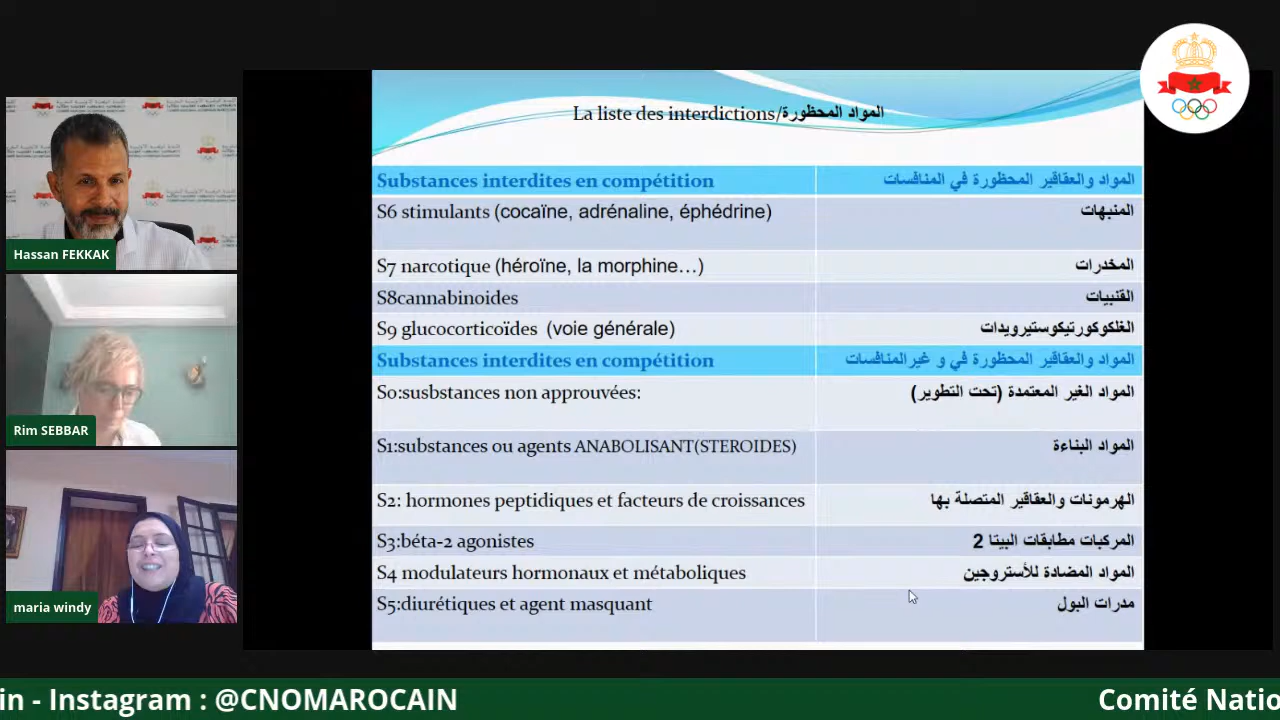 La liste des interdictions/المواد المحظورة
Substances interdites en compétition
المواد والعقاقير المحظورة في المنافسات
S6 stimulants (cocaïne, adrénaline, éphédrine)
المنبهات
S7 narcotique (héroïne, la morphine…)
المخدرات
S8cannabinoides
القنبيات
S9 glucocorticoïdes (voie générale)
الغلكوكورتيكوستيرويدات
Substances interdites en compétition
المواد والعقاقير المحظورة في و غيرالمنافسات
S0:susbstances non approuvées:
المواد الغير المعتمدة (تحت التطوير)
S1:substances ou agents ANABOLISANT(STEROIDES)
المواد البناءة
S2: hormones peptidiques et facteurs de croissances
الهرمونات والعقاقير المتصلة بها
S3:béta-2 agonistes
المركبات مطابقات البيتا 2
S4 modulateurs hormonaux et métaboliques
المواد المضادة للأستروجين
S5:diurétiques et agent masquant
مدرات البول
Hassan FEKKAK
Rim SEBBAR
maria windy
in - Instagram : @CNOMAROCAIN
Comité Natio